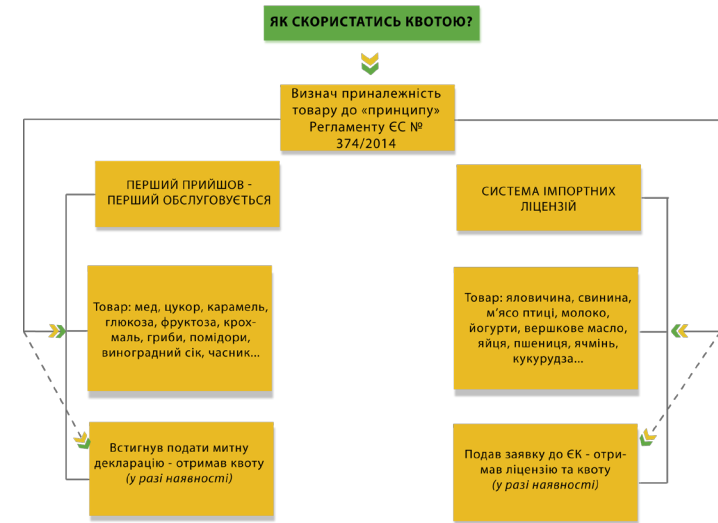 ЯК СКОРИСТАТИСЬ КВОТОЮ?
Визнач приналежність
товару до «принципу»
Регламенту ЄС №
374/2014
ПЕРШИЙ ПРИЙШОВ -
ПЕРШИЙ ОБСЛУГОВУЄТЬСЯ
СИСТЕМА ІМПОРТНИХ
ЛІЦЕНЗІЙ
Товар: мед, цукор, карамель,
глюкоза, фруктоза, крох-
маль, гриби, помідори,
виноградний сік, часник...
Товар: яловичина, свинина,
м’ясо птиці, молоко,
йогурти, вершкове масло,
яйця, пшениця, ячмінь,
кукурудза...
Встигнув подати митну
декларацію - отримав квоту
(у разі наявності)
Подав заявку до ЄК - отри-
мав ліцензію та квоту
(у разі наявності)